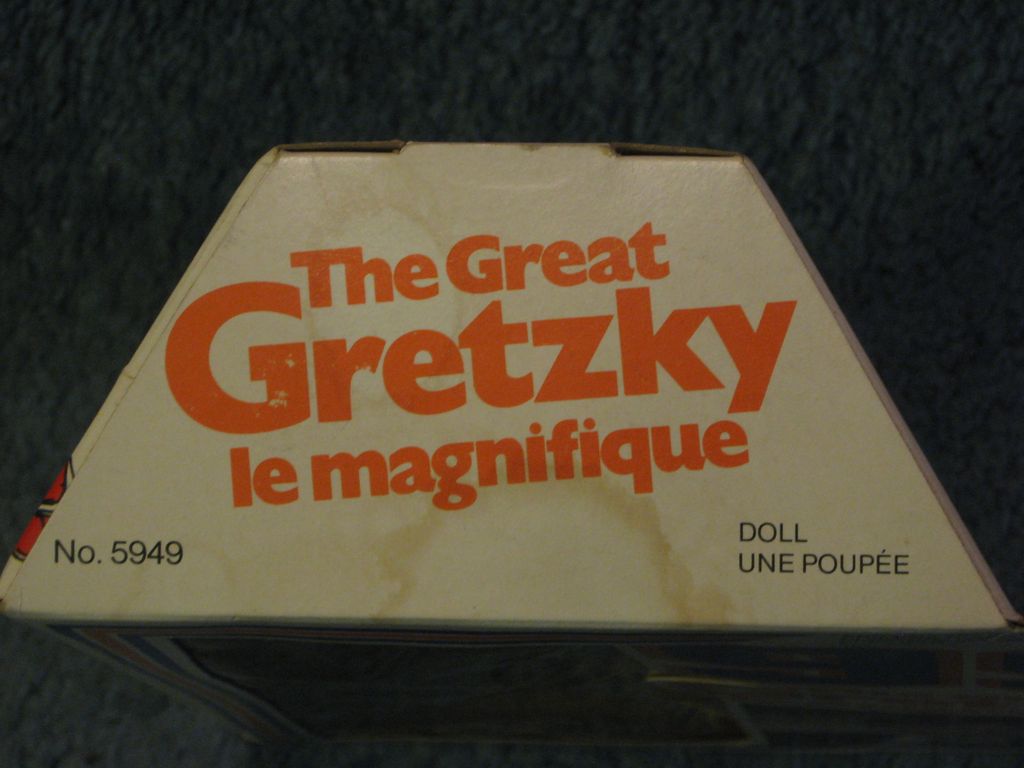 The Great
Gretzky
le magnifique
No. 5949
DOLL
UNE POUPÉE